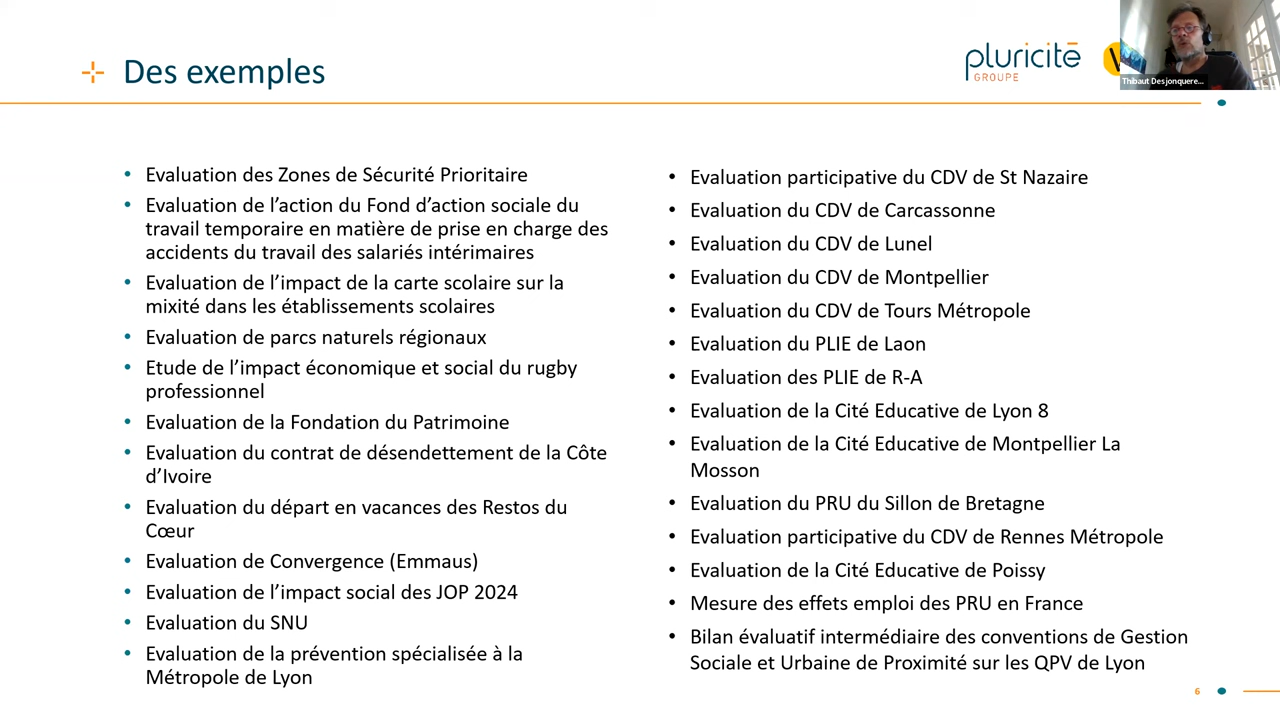 Des exemples
pluricité
GROUPE
Thibaut Desjonquere...
• Evaluation des Zones de Sécurité Prioritaire
• Evaluation de l’action du Fond d’action sociale du
travail temporaire en matière de prise en charge des
accidents du travail des salariés intérimaires
• Evaluation de l’impact de la carte scolaire sur la
mixité dans les établissements scolaires
• Evaluation de parcs naturels régionaux
• Etude de l’impact économique et social du rugby
professionnel
• Evaluation de la Fondation du Patrimoine
• Evaluation du contrat de désendettement de la Côte
d’Ivoire
• Evaluation du départ en vacances des Restos du
Cœur
• Evaluation de Convergence (Emmaus)
• Evaluation de l’impact social des JOP 2024
• Evaluation du SNU
• Evaluation de la prévention spécialisée à la
Métropole de Lyon
• Evaluation participative du CDV de St Nazaire
• Evaluation du CDV de Carcassonne
• Evaluation du CDV de Lunel
• Evaluation du CDV de Montpellier
• Evaluation du CDV de Tours Métropole
• Evaluation du PLIE de Laon
• Evaluation des PLIE de R-A
• Evaluation de la Cité Educative de Lyon 8
• Evaluation de la Cité Educative de Montpellier La
Mosson
• Evaluation du PRU du Sillon de Bretagne
• Evaluation participative du CDV de Rennes Métropole
• Evaluation de la Cité Educative de Poissy
• Mesure des effets emploi des PRU en France
• Bilan évaluatif intermédiaire des conventions de Gestion
Sociale et Urbaine de Proximité sur les QPV de Lyon
6